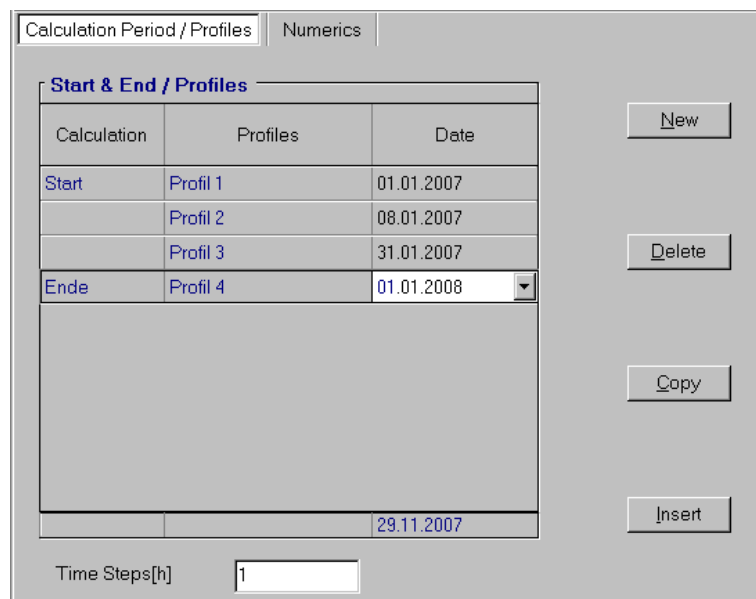 Calculation Period / Profiles Numerics
Start & End / Profiles
Calculation Profiles Date
Start Profil 1 01.01.2007
Profil 2 08.01.2007
Profil 3 31.01.2007
Ende Profil 4 01.01.2008
29.11.2007
Time Steps[h] 1
New
Delete
Copy
Insert